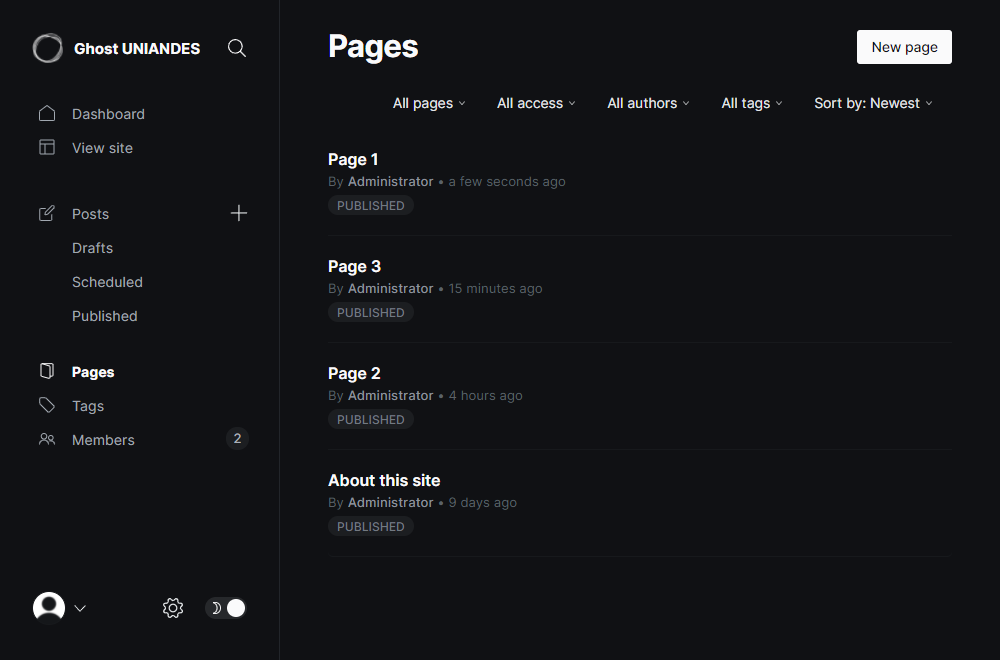 Ghost UNIANDES
Dashboard
View site
Posts
Drafts
Scheduled
Published
Pages
Tags
Members 2
Pages
New page
All pages All access All authors All tags Sort by: Newest
Page 1
By Administrator • a few seconds ago
PUBLISHED
Page 3
By Administrator • 15 minutes ago
PUBLISHED
Page 2
By Administrator • 4 hours ago
PUBLISHED
About this site
By Administrator • 9 days ago
PUBLISHED